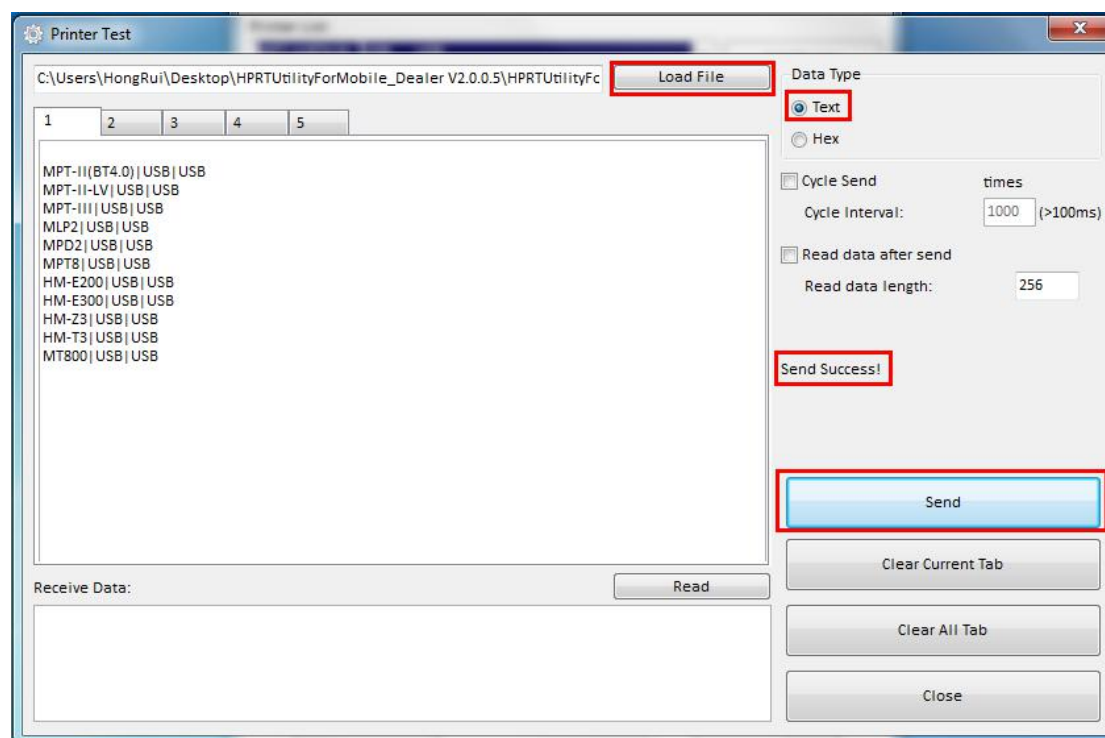 Printer Test
C:\Users\HongRui\Desktop\HPRTUtilityForMobile_Dealer V2.0.0.5\HPRTUtilityFc
Load File
Data Type
Text
Hex
1 2 3 4 5
MPT-II(BT4.0)|USB|USB
MPT-II-LV|USB|USB
MPT-III|USB|USB
MLP2|USB|USB
MPD2|USB|USB
MPT8|USB|USB
HM-E200|USB|USB
HM-E300|USB|USB
HM-Z3|USB|USB
HM-T3|USB|USB
MT800|USB|USB
Cycle Send times
Cycle Interval: 1000 (>100ms)
Read data after send
Read data length: 256
Send Success!
Send
Clear Current Tab
Receive Data:
Read
Clear All Tab
Close